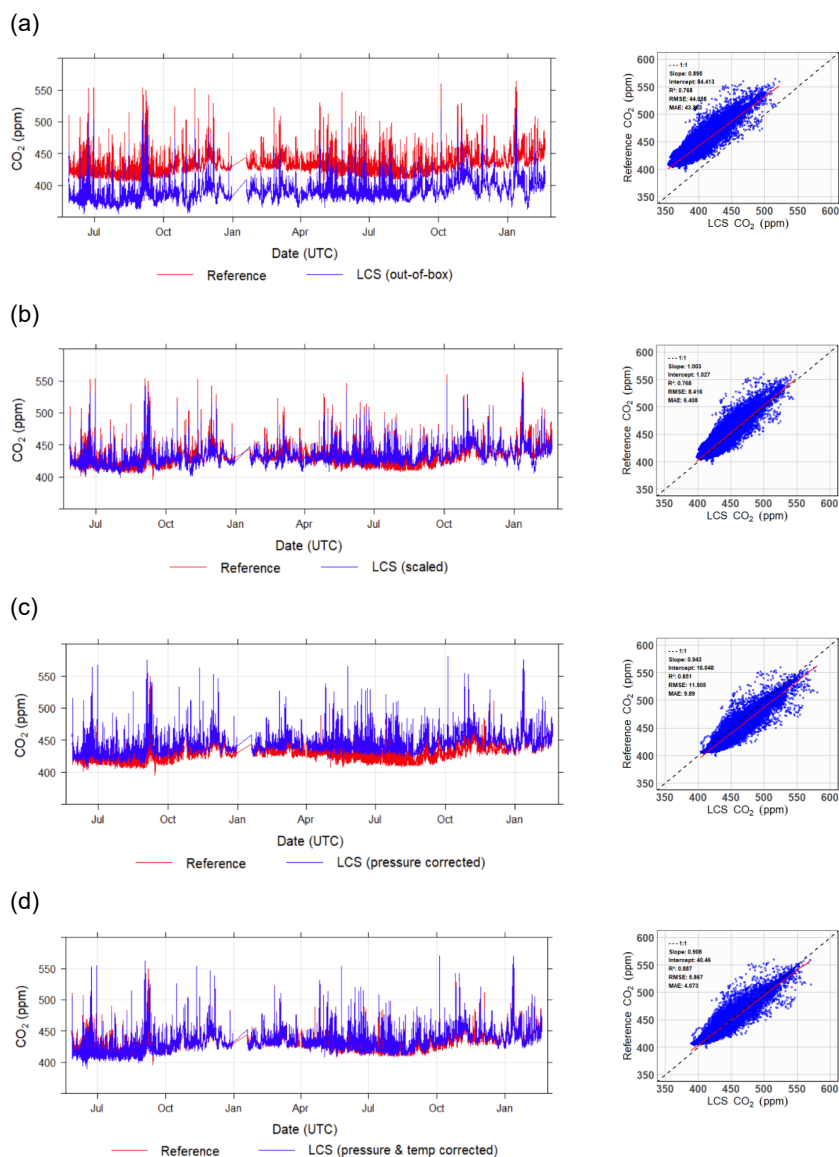 (a)
CO2 (ppm)
550
500
450
400
Jul Oct Jan Apr Jul Oct Jan
Date (UTC)
Reference LCS (out-of-box)
Reference CO2 (ppm)
600
550
500
450
400
350
1:1
Slope: 0.895
Intercept: 84.413
R²: 0.768
RMSE: 44.058
350 400 450 500 550 600
LCS CO2 (ppm)
(b)
CO2 (ppm)
550
500
450
400
Jul Oct Jan Apr Jul Oct Jan
Date (UTC)
Reference LCS (scaled)
Reference CO2 (ppm)
600
550
500
450
400
350
1:1
Slope: 1.003
Intercept: 1.027
R²: 0.768
RMSE: 8.416
MAE: 6.408
350 400 450 500 550 600
LCS CO2 (ppm)
(c)
CO2 (ppm)
550
500
450
400
Jul Oct Jan Apr Jul Oct Jan
Date (UTC)
Reference LCS (pressure corrected)
Reference CO2 (ppm)
600
550
500
450
400
350
1:1
Slope: 0.943
Intercept: 16.048
R²: 0.851
RMSE: 11.505
MAE: 9.89
350 400 450 500 550 600
LCS CO2 (ppm)
(d)
CO2 (ppm)
550
500
450
400
Jul Oct Jan Apr Jul Oct Jan
Date (UTC)
Reference LCS (pressure & temp corrected)
Reference CO2 (ppm)
600
550
500
450
400
350
1:1
Slope: 0.908
Intercept: 40.46
R²: 0.887
RMSE: 5.867
MAE: 4.073
350 400 450 500 550 600
LCS CO2 (ppm)